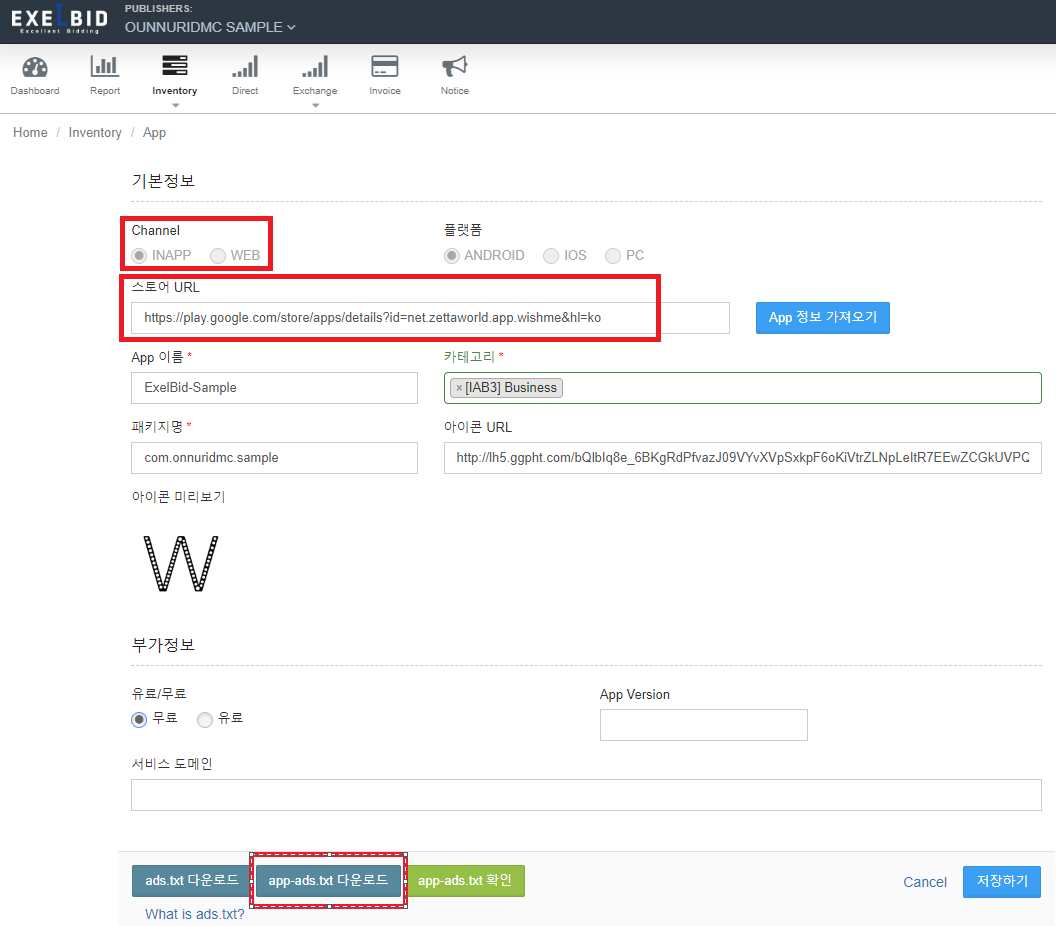 EXELBID
Excellent Bidding
PUBLISHERS:
OUNNURIDMC SAMPLE
Dashboard Report Inventory Direct Exchange Invoice Notice
Home / Inventory / App
기본정보
Channel 플랫폼
INAPP WEB ANDROID IOS PC
스토어 URL
https://play.google.com/store/apps/details?id=net.zettaworld.app.wishme&hl=ko App 정보 가져오기
App 이름 * 카테고리 *
ExelBid-Sample ×[IAB3] Business
패키지명 * 아이콘 URL
com.onnuridmc.sample http://lh5.ggpht.com/bQlbIq8e_6BKgRdPfvazJ09VYvXVpSxkpF6oKiVtrZLNpLeItR7EEwZCGkUVPQ
아이콘 미리보기
W
부가정보
유료/무료 App Version
무료 유료
서비스 도메인
ads.txt 다운로드 app-ads.txt 다운로드 app-ads.txt 확인 Cancel 저장하기
What is ads.txt?